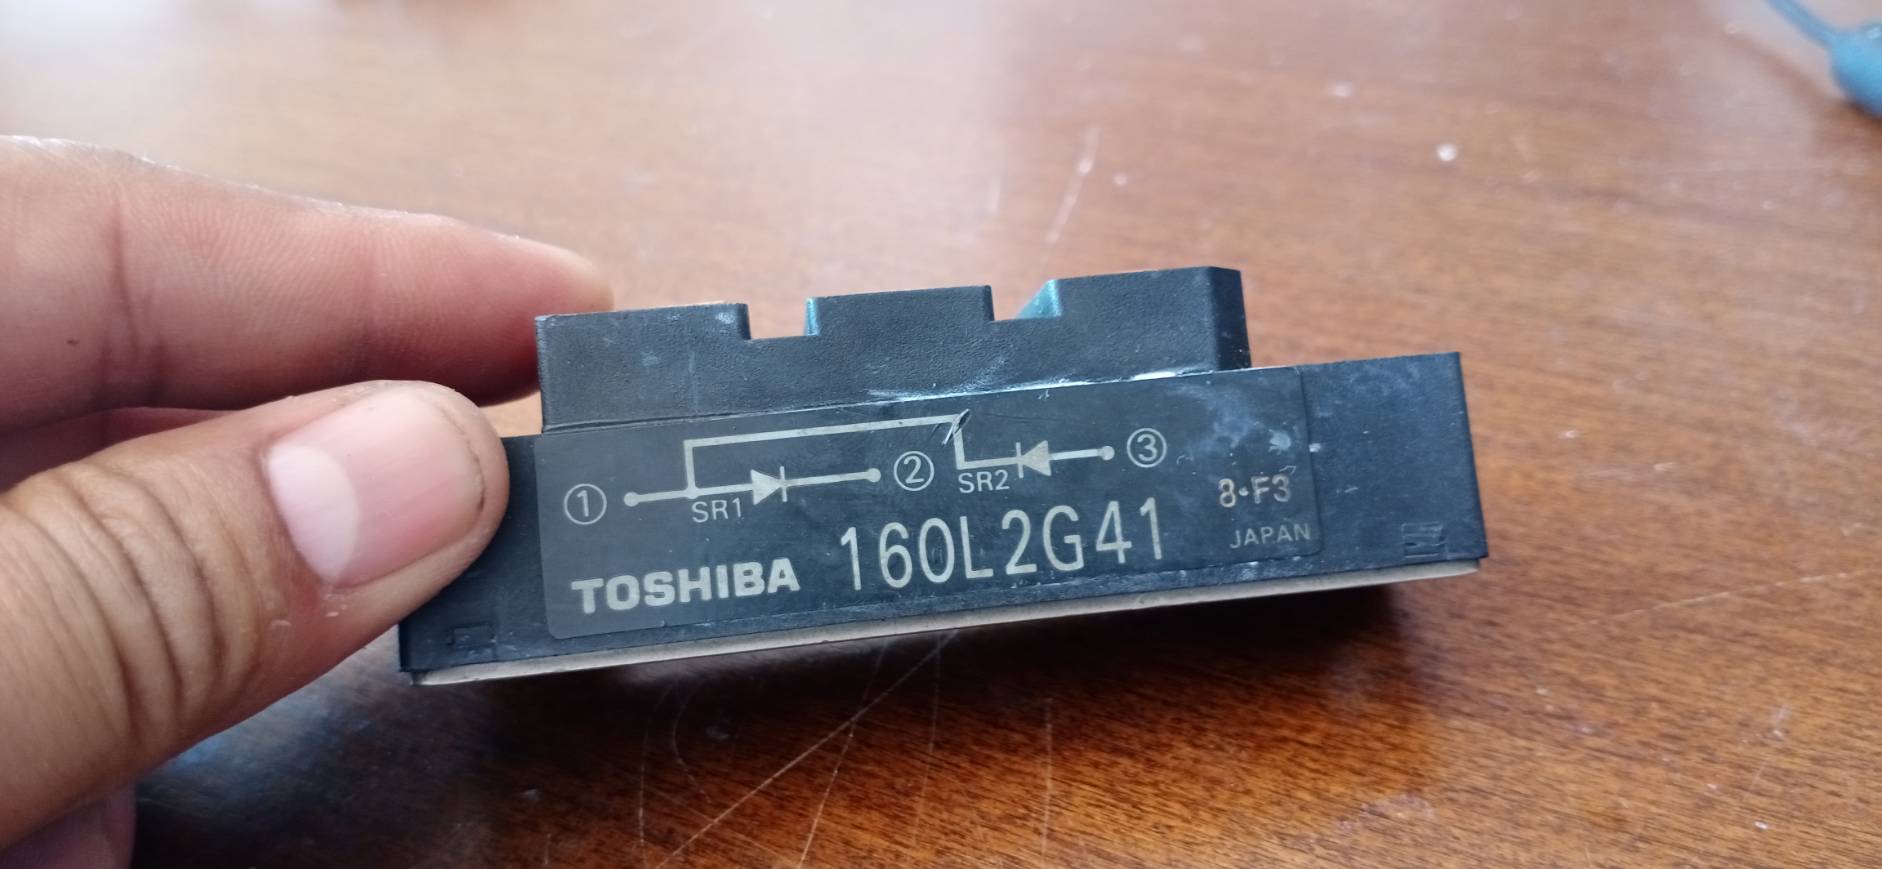 ① SR1 ② SR2 ③
8·F3
TOSHIBA 160L2G41 JAPAN